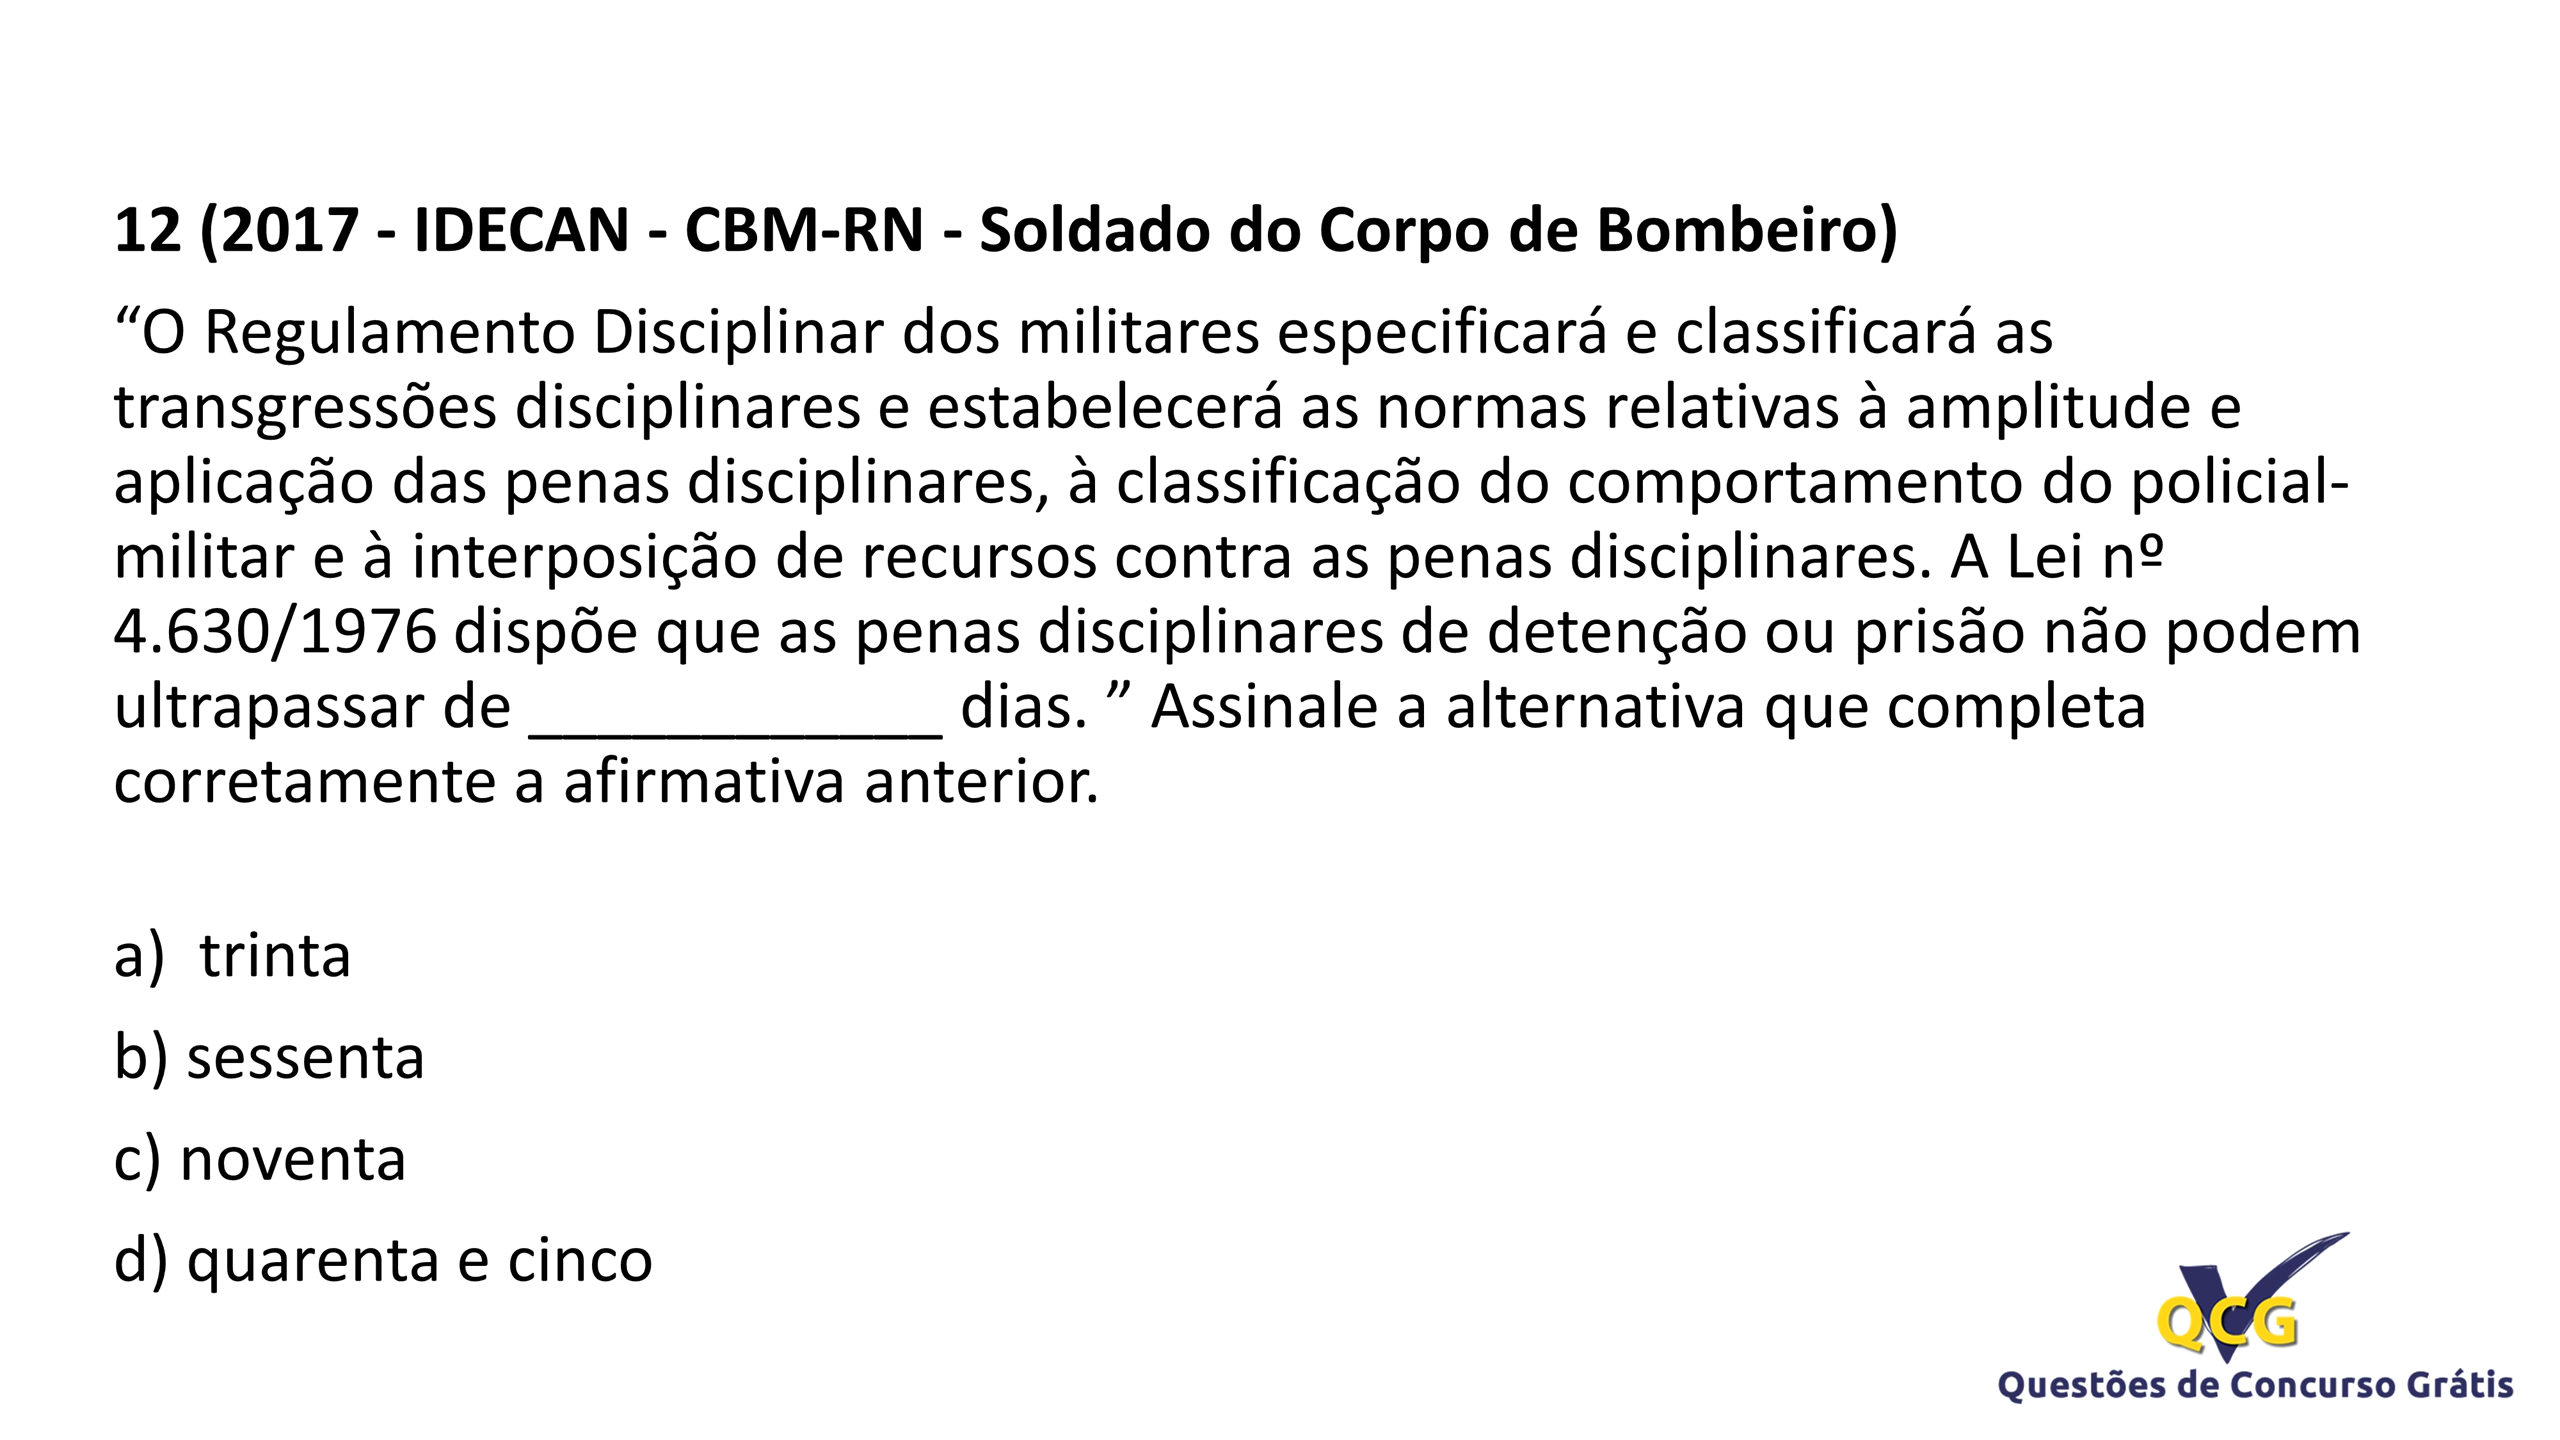 12 (2017 - IDECAN - CBM-RN - Soldado do Corpo de Bombeiro)
“O Regulamento Disciplinar dos militares especificará e classificará as
transgressões disciplinares e estabelecerá as normas relativas à amplitude e
aplicação das penas disciplinares, à classificação do comportamento do policial-
militar e à interposição de recursos contra as penas disciplinares. A Lei nº
4.630/1976 dispõe que as penas disciplinares de detenção ou prisão não podem
ultrapassar de ____________ dias. ” Assinale a alternativa que completa
corretamente a afirmativa anterior.
a) trinta
b) sessenta
c) noventa
d) quarenta e cinco
QCG
Questões de Concurso Grátis